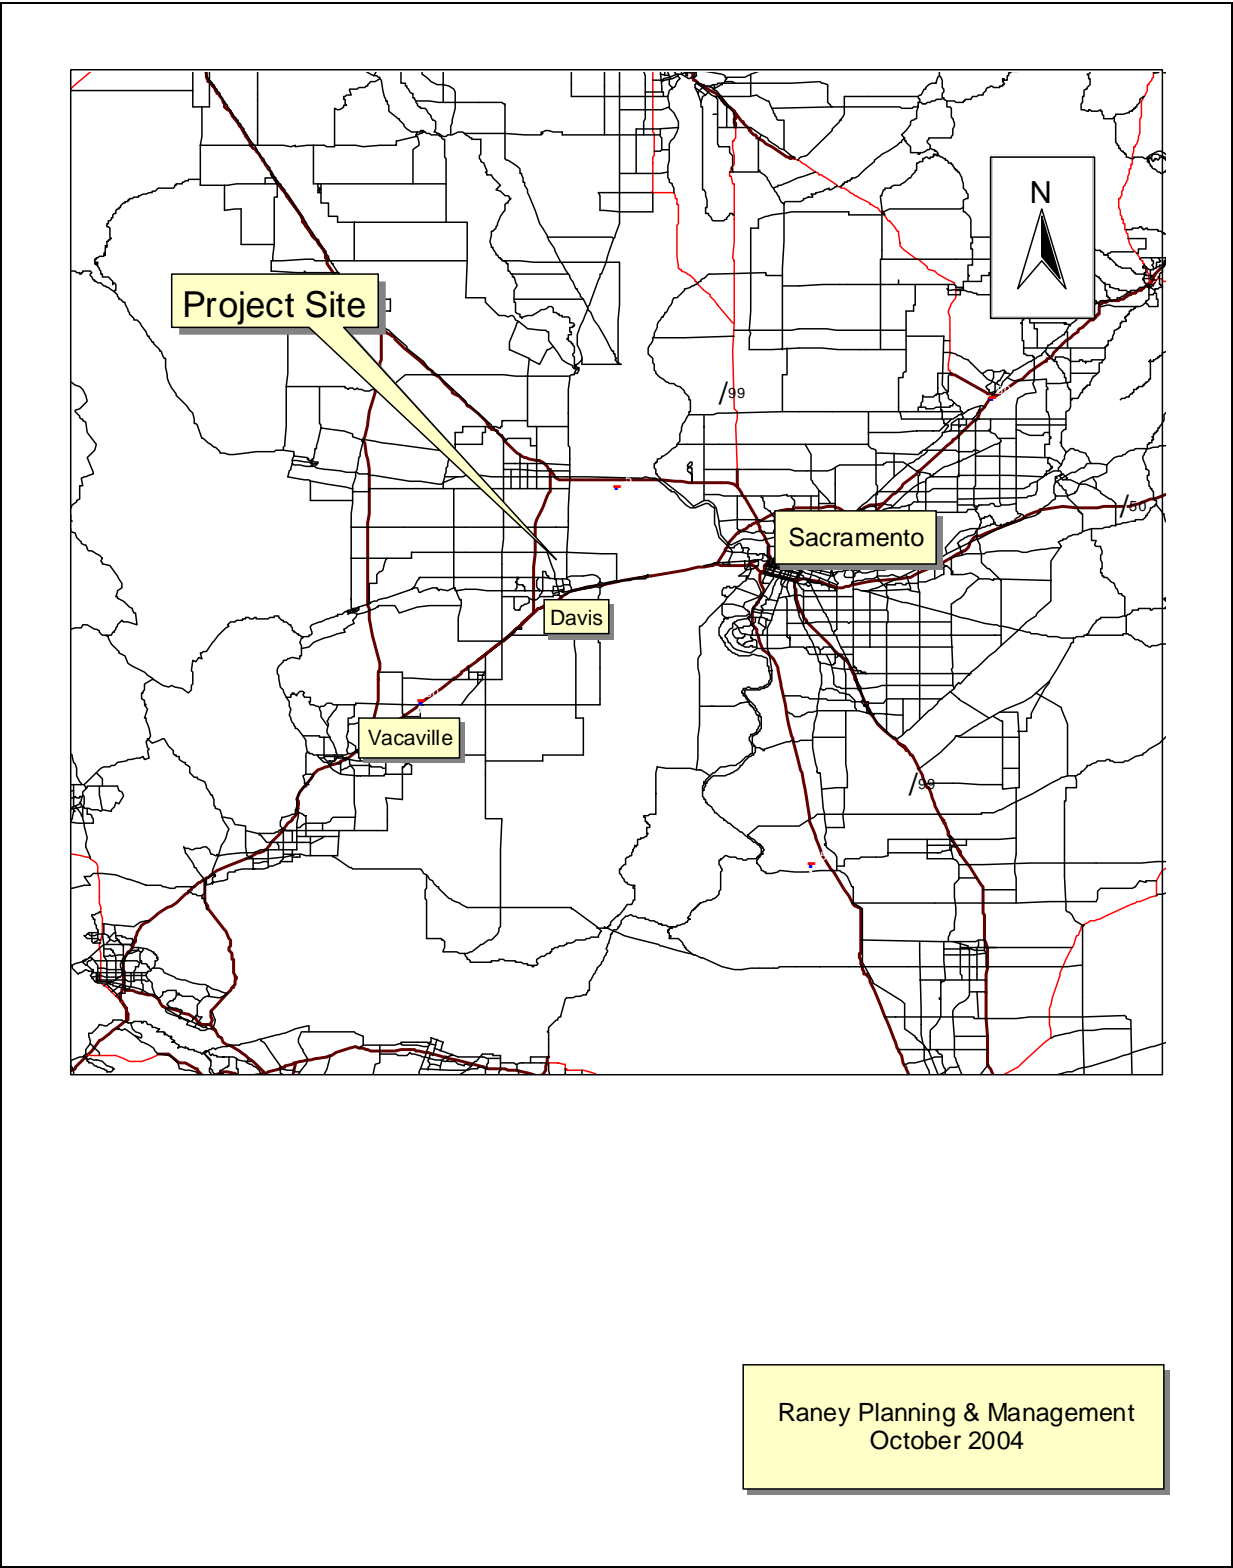 N
Project Site
99
50
Sacramento
Davis
Vacaville
99
Raney Planning & Management
October 2004